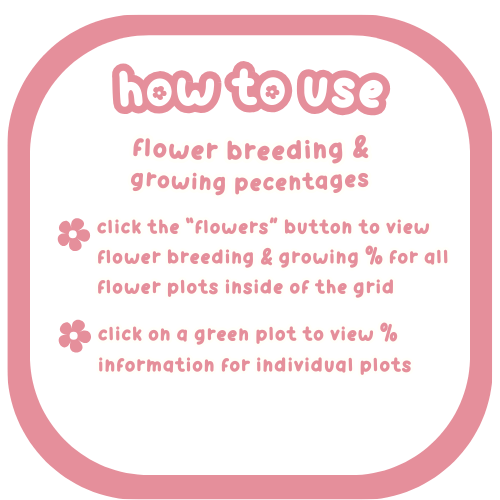 how to use
flower breeding &
growing pecentages
click the "flowers" button to view
flower breeding & growing % for all
flower plots inside of the grid
click on a green plot to view %
information for individual plots